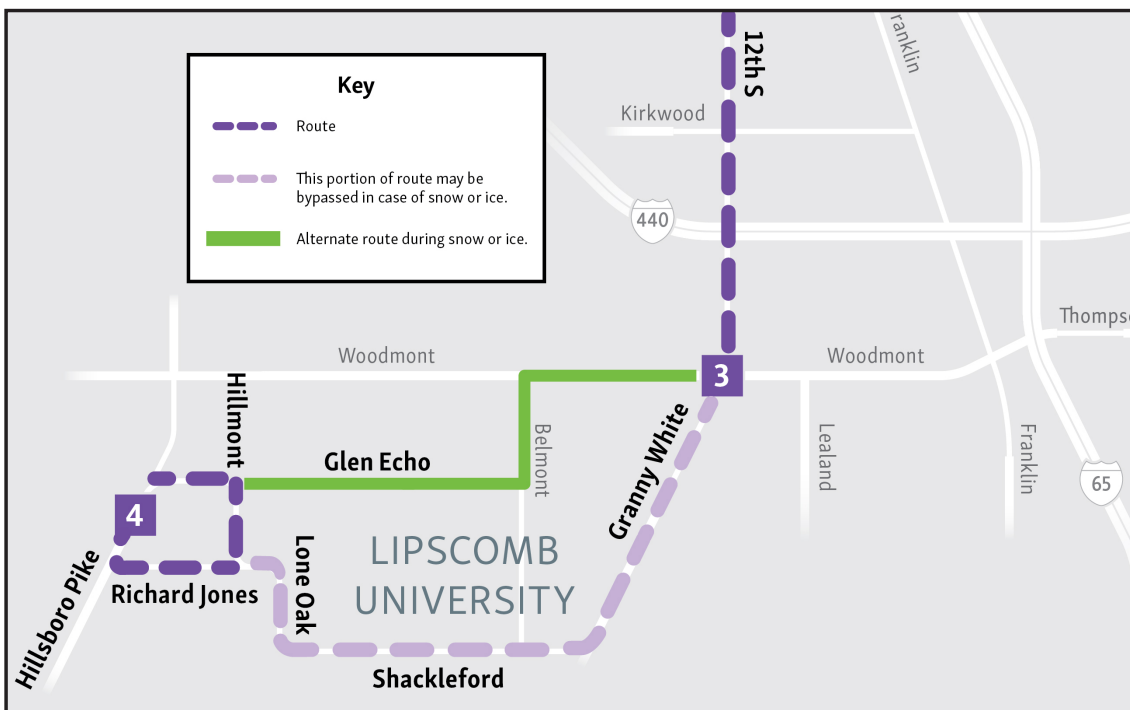 12th S
ranklin
Key
Route
This portion of route may be
bypassed in case of snow or ice.
Alternate route during snow or ice.
Kirkwood
440
Thomps
Woodmont
3
Woodmont
Hillmont
Glen Echo
Belmont
Granny White
Lealand
Franklin
65
4
LIPSCOMB
UNIVERSITY
Lone Oak
Richard Jones
Hillsboro Pike
Shackleford